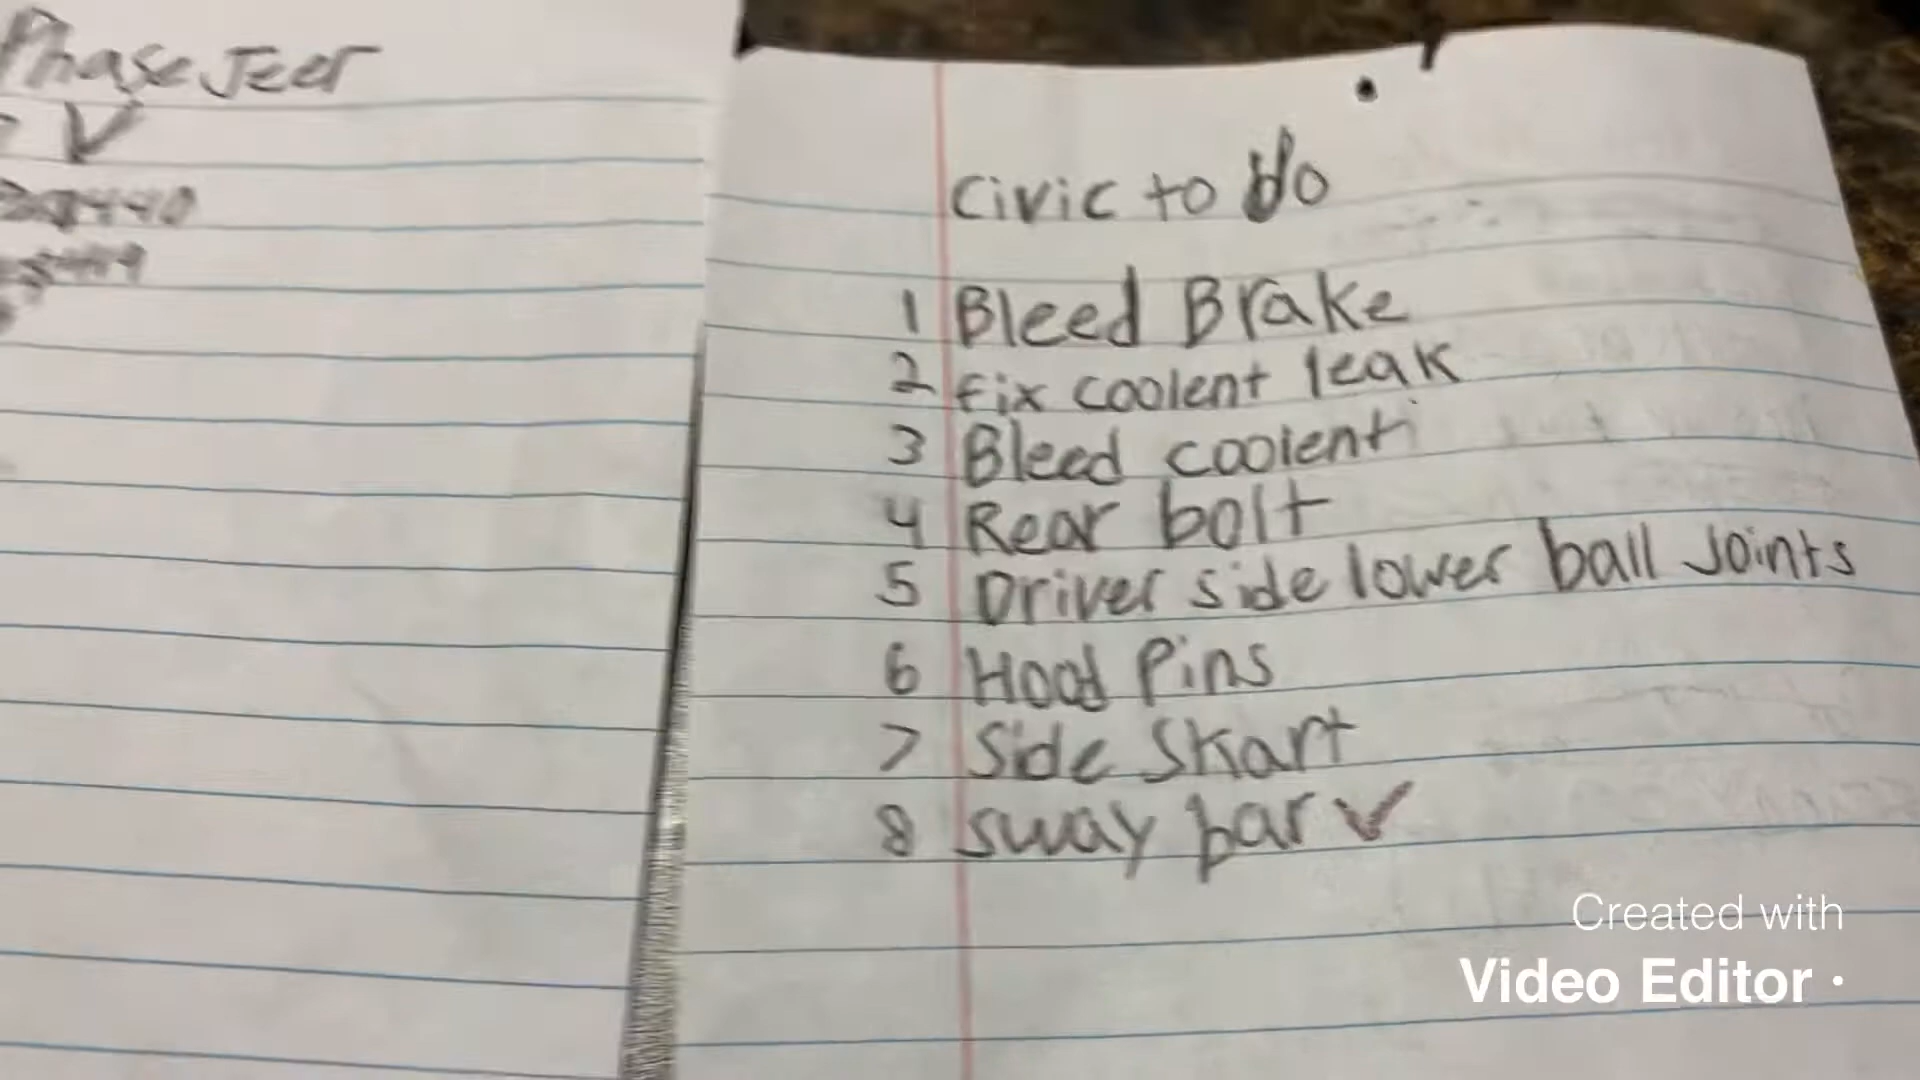 Phase Jeep
Civic to do
1 Bleed Brake
2 fix coolent leak
3 Bleed coolent
4 Rear bolt
5 Driver side lower ball Joints
6 Hood Pins
7 Side Skart
8 sway bar ✓
Created with
Video Editor ·